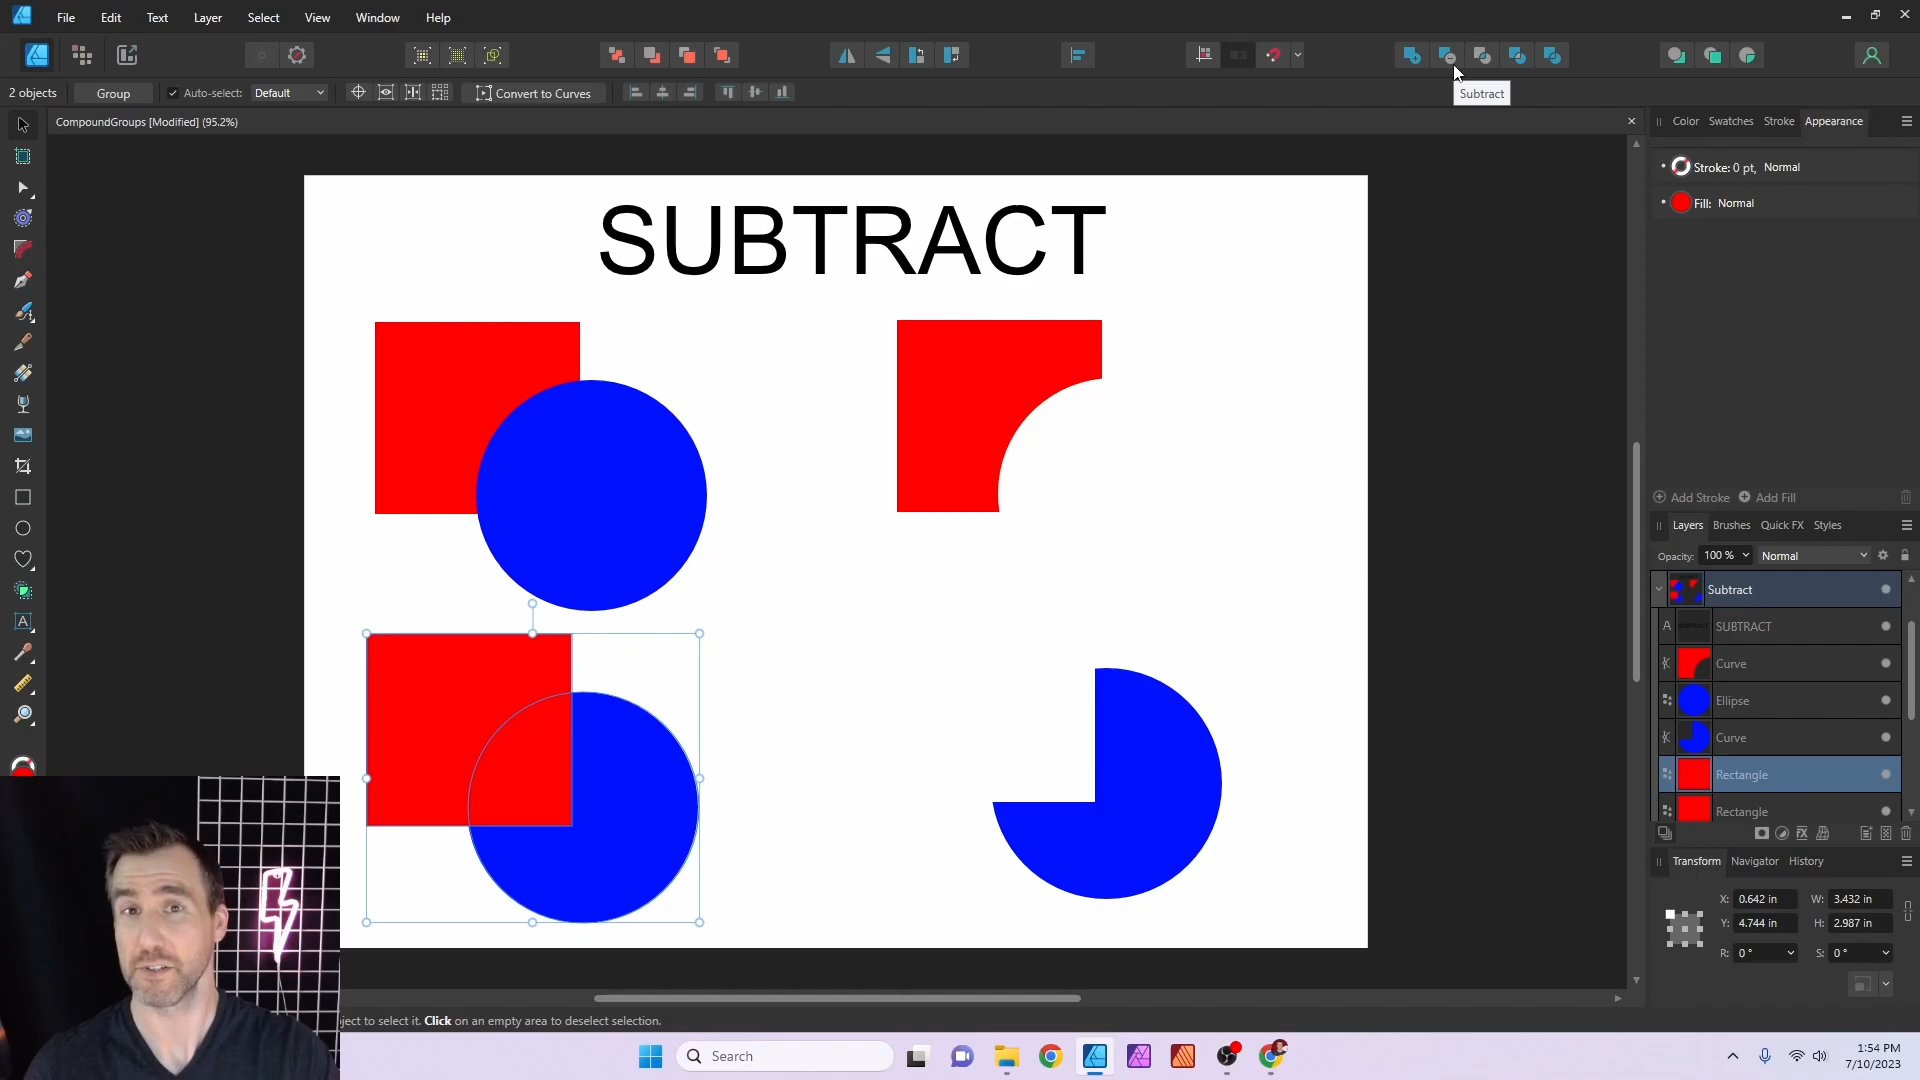 File Edit Text Layer Select View Window Help
2 objects Group Auto-select: Default Convert to Curves
Subtract
CompoundGroups [Modified] (95.2%)
Color Swatches Stroke Appearance
Stroke: 0 pt, Normal
Fill: Normal
SUBTRACT
Add Stroke Add Fill
Layers Brushes Quick FX Styles
Opacity: 100 % Normal
Subtract
A SUBTRACT SUBTRACT
Curve
Ellipse
Curve
Rectangle
Rectangle
Transform Navigator History
X: 0.642 in W: 3.432 in
Y: 4.744 in H: 2.987 in
R: 0 ° S: 0 °
ject to select it. Click on an empty area to deselect selection.
Search
1:54 PM
7/10/2023